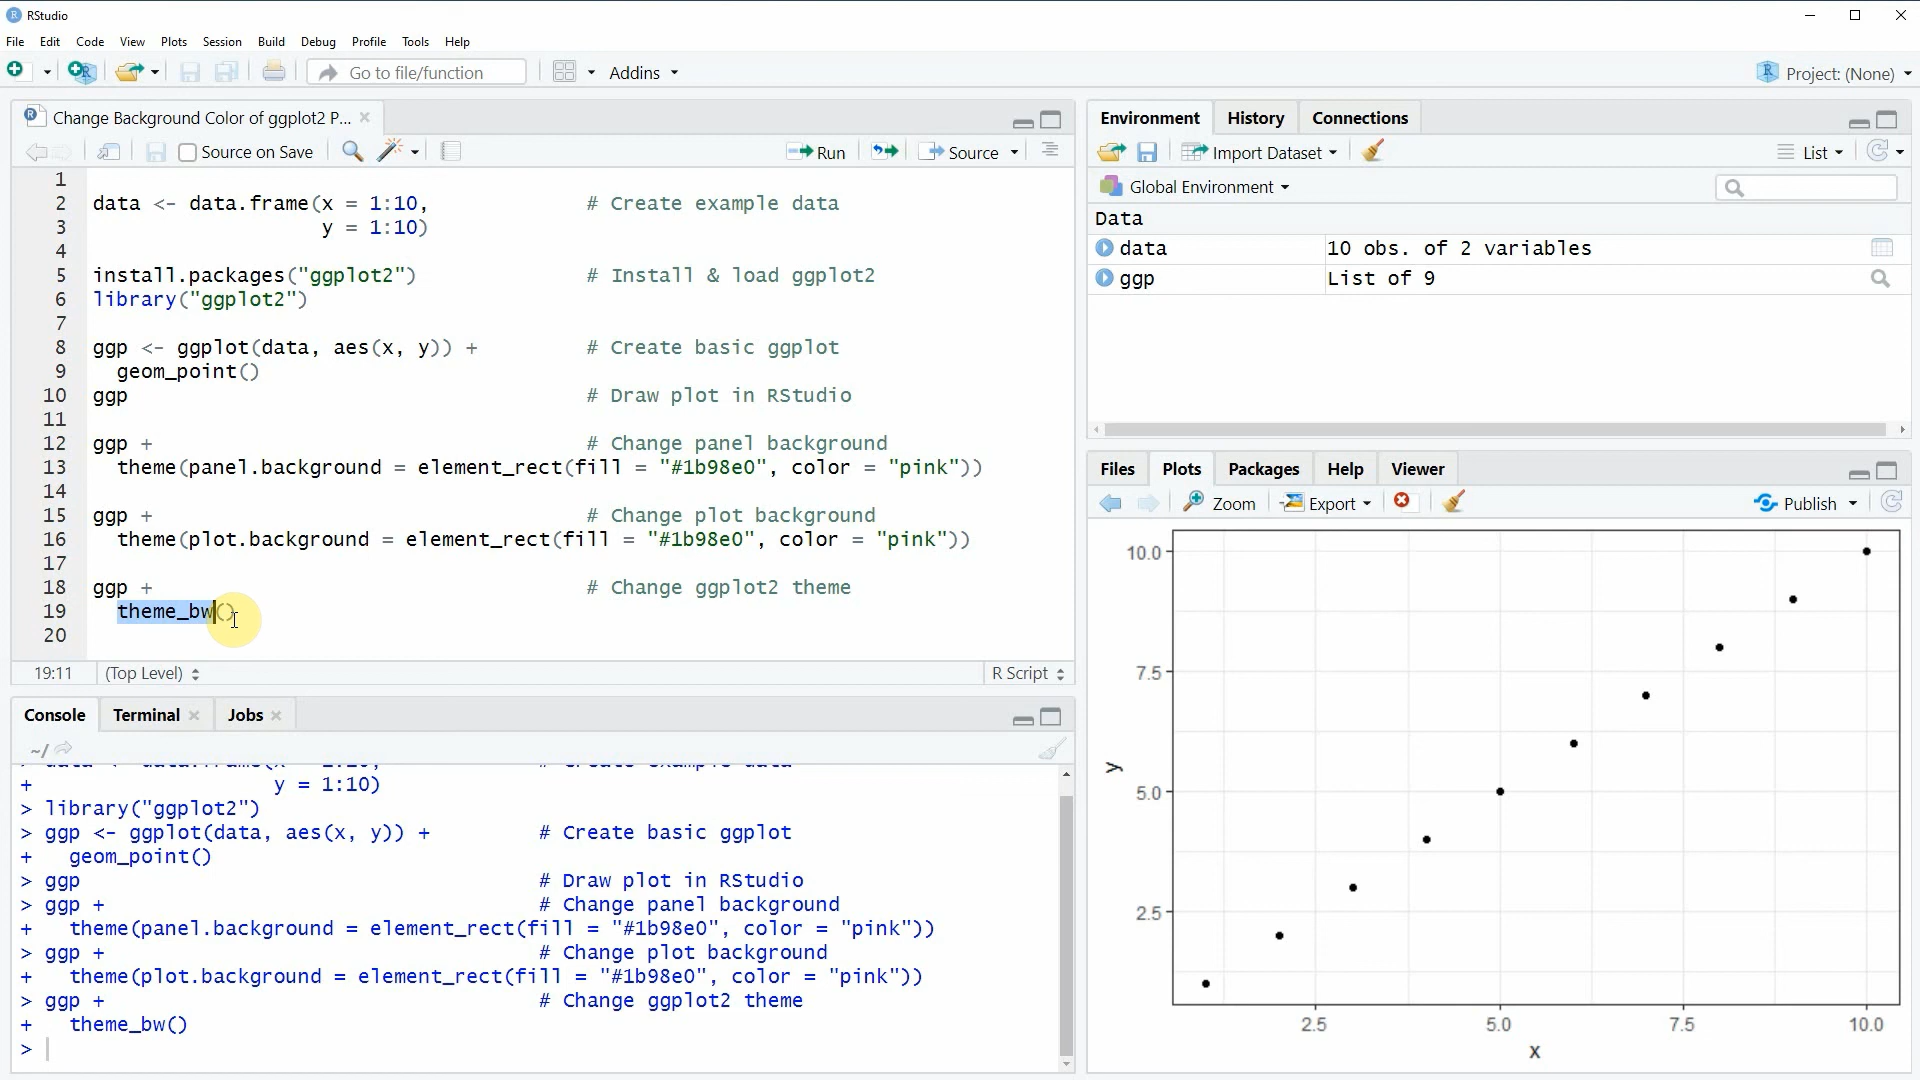 RStudio
File Edit Code View Plots Session Build Debug Profile Tools Help
Go to file/function Addins Project: (None)
Change Background Color of ggplot2 P...
Source on Save Run Source
1
2 data <- data.frame(x = 1:10, # Create example data
3 y = 1:10)
4
5 install.packages("ggplot2") # Install & load ggplot2
6 library("ggplot2")
7
8 ggp <- ggplot(data, aes(x, y)) + # Create basic ggplot
9 geom_point()
10 ggp # Draw plot in RStudio
11
12 ggp + # Change panel background
13 theme(panel.background = element_rect(fill = "#1b98e0", color = "pink"))
14
15 ggp + # Change plot background
16 theme(plot.background = element_rect(fill = "#1b98e0", color = "pink"))
17
18 ggp + # Change ggplot2 theme
19 theme_bw()
20
19:11 (Top Level) R Script
Console Terminal Jobs
~/
+ y = 1:10)
> library("ggplot2")
> ggp <- ggplot(data, aes(x, y)) + # Create basic ggplot
+ geom_point()
> ggp # Draw plot in RStudio
> ggp + # Change panel background
+ theme(panel.background = element_rect(fill = "#1b98e0", color = "pink"))
> ggp + # Change plot background
+ theme(plot.background = element_rect(fill = "#1b98e0", color = "pink"))
> ggp + # Change ggplot2 theme
+ theme_bw()
>
Environment History Connections
Import Dataset List
Global Environment
Data
data 10 obs. of 2 variables
ggp List of 9
Files Plots Packages Help Viewer
Zoom Export Publish
10.0
7.5
y
5.0
2.5
2.5 5.0 7.5 10.0
x